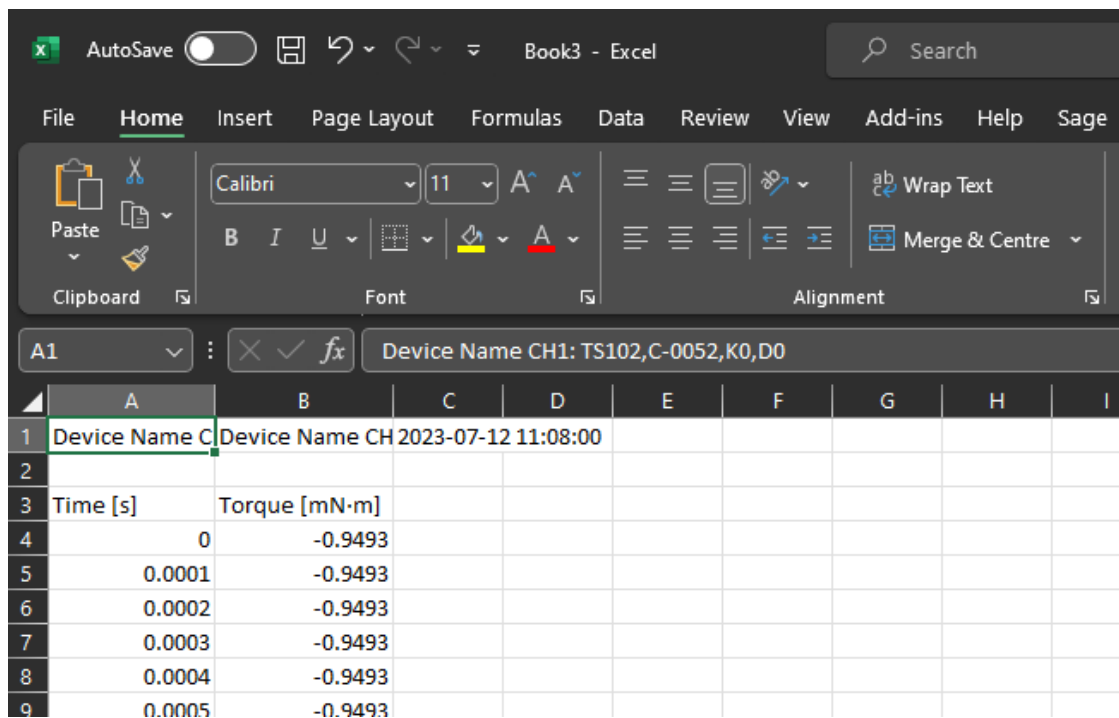 AutoSave Book3 - Excel Search
File Home Insert Page Layout Formulas Data Review View Add-ins Help Sage
Paste Calibri 11 A A ab Wrap Text
B I U A Merge & Centre
Clipboard Font Alignment
A1 fx Device Name CH1: TS102,C-0052,K0,D0
A B C D E F G H I
1 Device Name C Device Name CH 2023-07-12 11:08:00
2
3 Time [s] Torque [mN·m]
4 0 -0.9493
5 0.0001 -0.9493
6 0.0002 -0.9493
7 0.0003 -0.9493
8 0.0004 -0.9493
9 0.0005 -0.9493